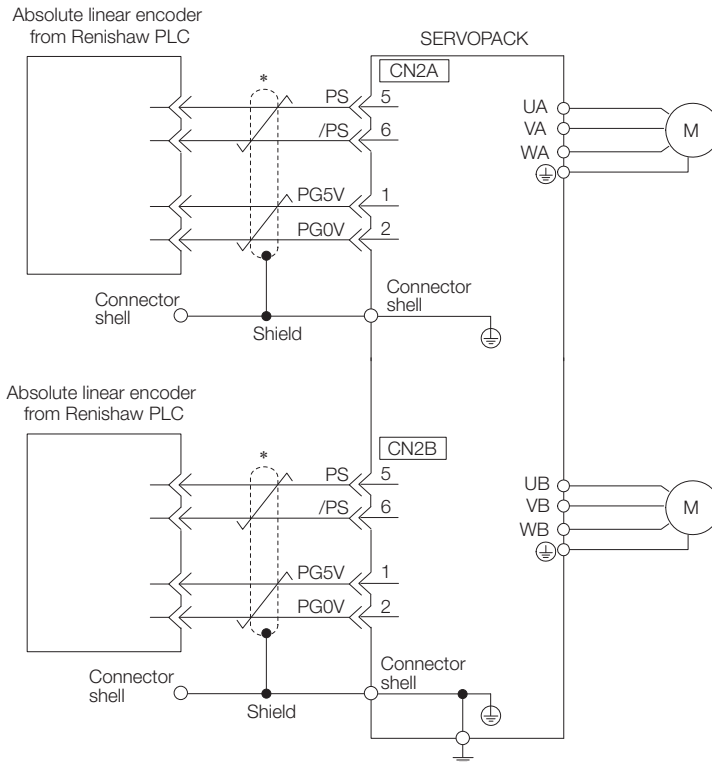 Absolute linear encoder
from Renishaw PLC
SERVOPACK
CN2A
*
PS
5
/PS
6
PG5V
1
PG0V
2
UA
VA
WA
M
Connector
shell
Shield
Connector
shell
Absolute linear encoder
from Renishaw PLC
CN2B
*
PS
5
/PS
6
PG5V
1
PG0V
2
UB
VB
WB
M
Connector
shell
Shield
Connector
shell